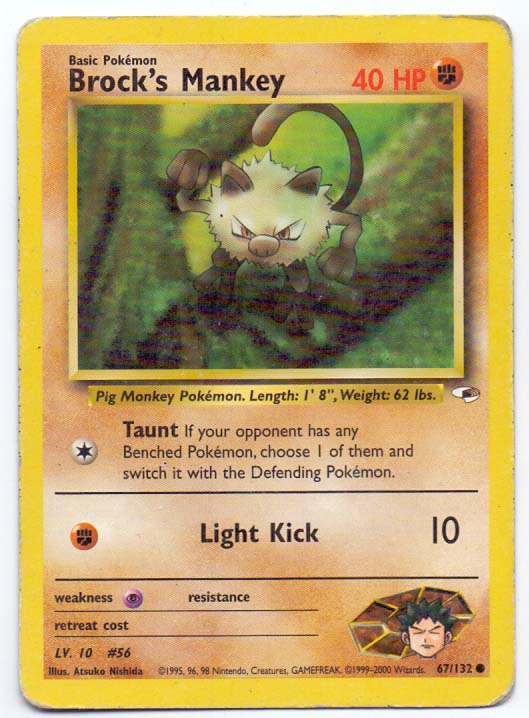 Basic Pokémon
Brock's Mankey 40 HP
Pig Monkey Pokémon. Length: 1' 8", Weight: 62 lbs.
Taunt If your opponent has any
Benched Pokémon, choose 1 of them and
switch it with the Defending Pokémon.
Light Kick 10
weakness resistance
retreat cost
LV. 10 #56
Illus. Atsuko Nishida ©1995, 96, 98 Nintendo, Creatures, GAMEFREAK. ©1999-2000 Wizards. 67/132